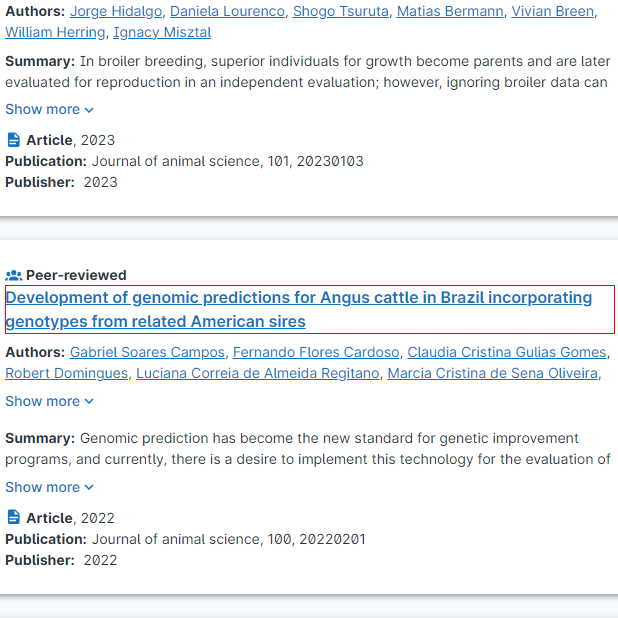 Authors: Jorge Hidalgo, Daniela Lourenco, Shogo Tsuruta, Matias Bermann, Vivian Breen,
William Herring, Ignacy Misztal
Summary: In broiler breeding, superior individuals for growth become parents and are later
evaluated for reproduction in an independent evaluation; however, ignoring broiler data can
Show more
Article, 2023
Publication: Journal of animal science, 101, 20230103
Publisher: 2023
Peer-reviewed
Development of genomic predictions for Angus cattle in Brazil incorporating
genotypes from related American sires
Authors: Gabriel Soares Campos, Fernando Flores Cardoso, Claudia Cristina Gulias Gomes,
Robert Domingues, Luciana Correia de Almeida Regitano, Marcia Cristina de Sena Oliveira,
Show more
Summary: Genomic prediction has become the new standard for genetic improvement
programs, and currently, there is a desire to implement this technology for the evaluation of
Show more
Article, 2022
Publication: Journal of animal science, 100, 20220201
Publisher: 2022